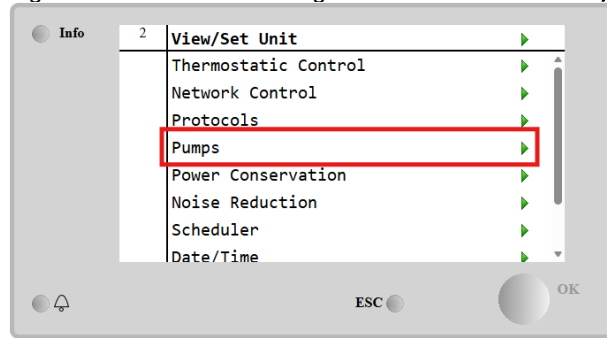 Info
2 View/Set Unit
Thermostatic Control
Network Control
Protocols
Pumps
Power Conservation
Noise Reduction
Scheduler
Date/Time
ESC
OK